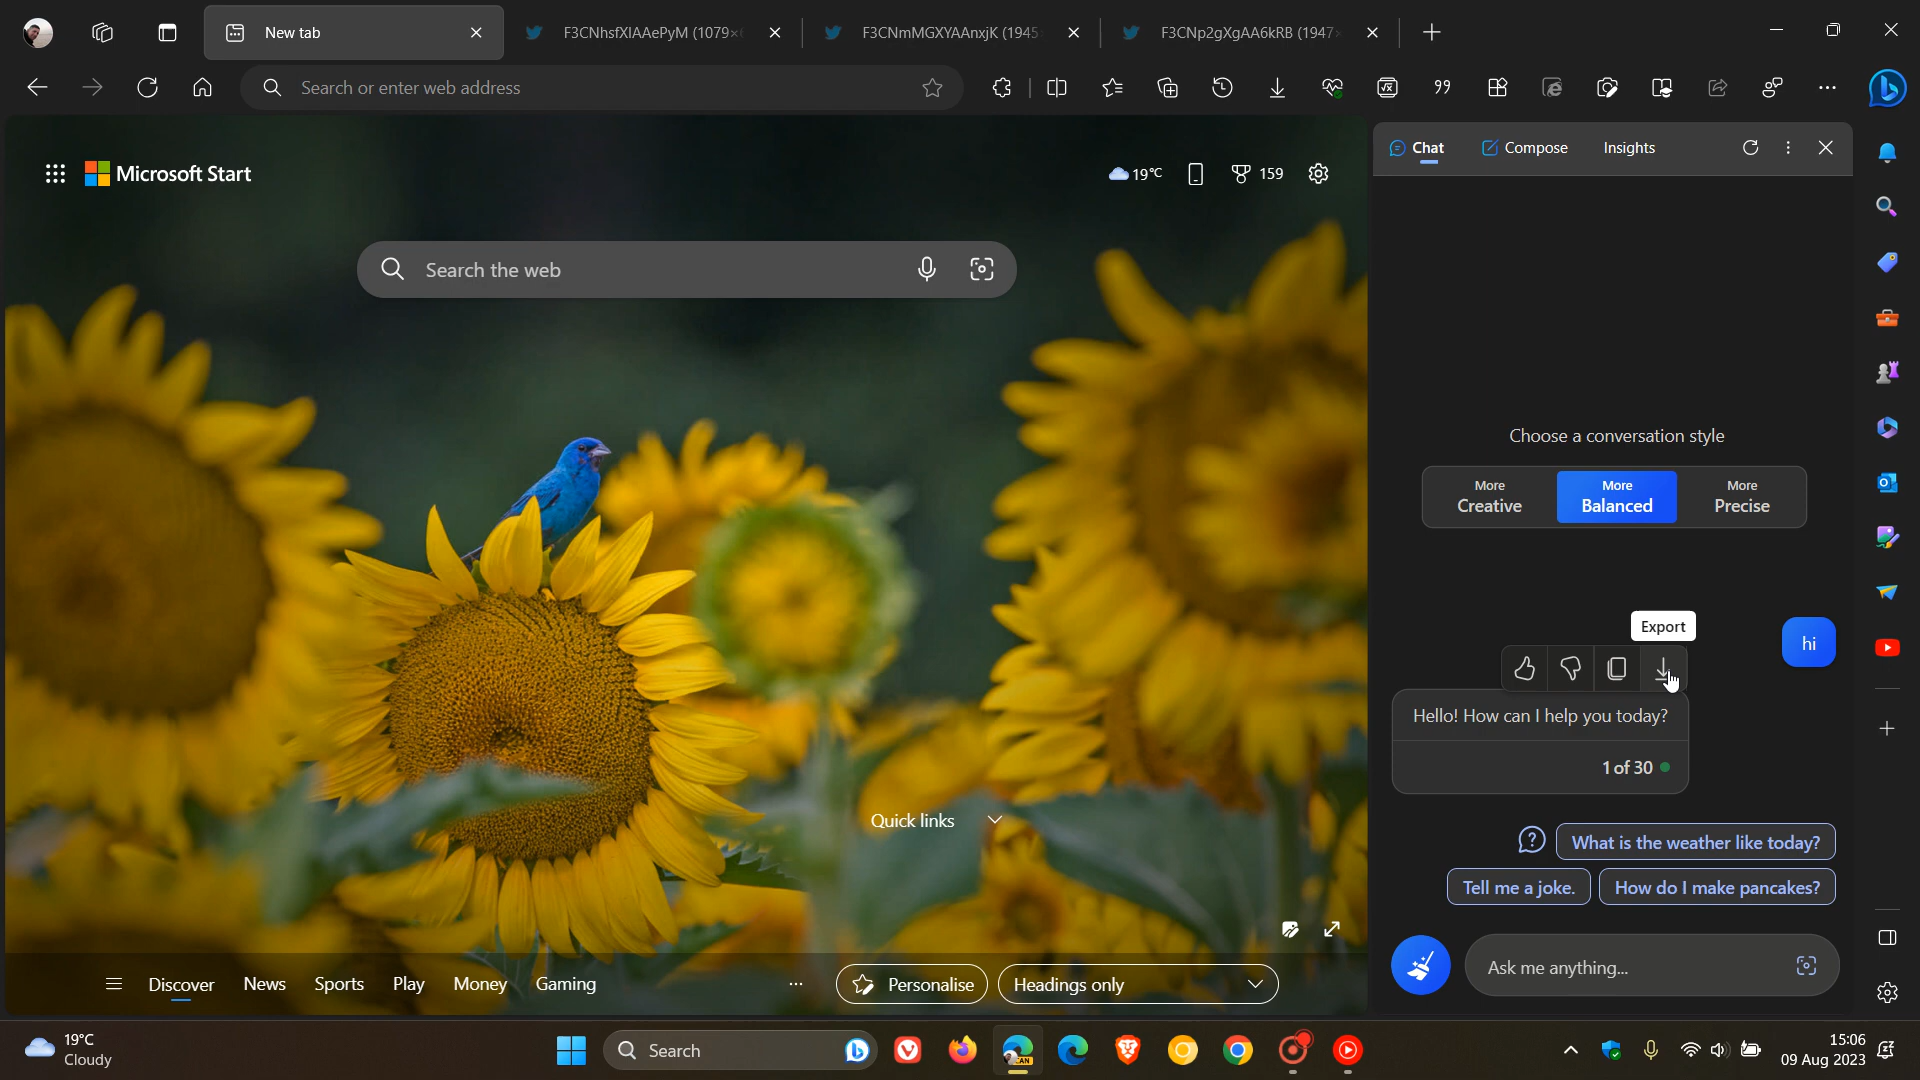 New tab
F3CNhsfXIAAePyM (1079×
F3CNmMGXYAAnxjK (1945
F3CNp2gXgAA6kRB (1947
Search or enter web address
Microsoft Start
19°C
159
Search the web
Quick links
Discover
News
Sports
Play
Money
Gaming
Personalise
Headings only
Chat
Compose
Insights
Choose a conversation style
More
Creative
More
Balanced
More
Precise
Export
hi
Hello! How can I help you today?
1 of 30
What is the weather like today?
Tell me a joke.
How do I make pancakes?
Ask me anything...
19°C
Cloudy
Search
CAN
15:06
09 Aug 2023